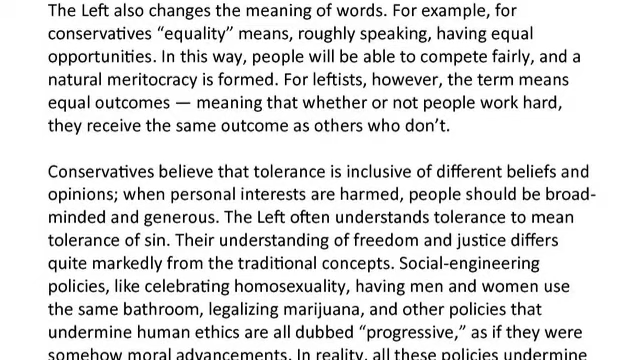 The Left also changes the meaning of words. For example, for
conservatives “equality” means, roughly speaking, having equal
opportunities. In this way, people will be able to compete fairly, and a
natural meritocracy is formed. For leftists, however, the term means
equal outcomes — meaning that whether or not people work hard,
they receive the same outcome as others who don’t.
Conservatives believe that tolerance is inclusive of different beliefs and
opinions; when personal interests are harmed, people should be broad-
minded and generous. The Left often understands tolerance to mean
tolerance of sin. Their understanding of freedom and justice differs
quite markedly from the traditional concepts. Social-engineering
policies, like celebrating homosexuality, having men and women use
the same bathroom, legalizing marijuana, and other policies that
undermine human ethics are all dubbed “progressive,” as if they were
somehow moral advancements. In reality, all these policies undermine